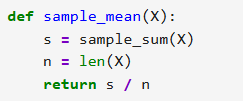 def sample_mean(X):
    s = sample_sum(X)
    n = len(X)
    return s / n